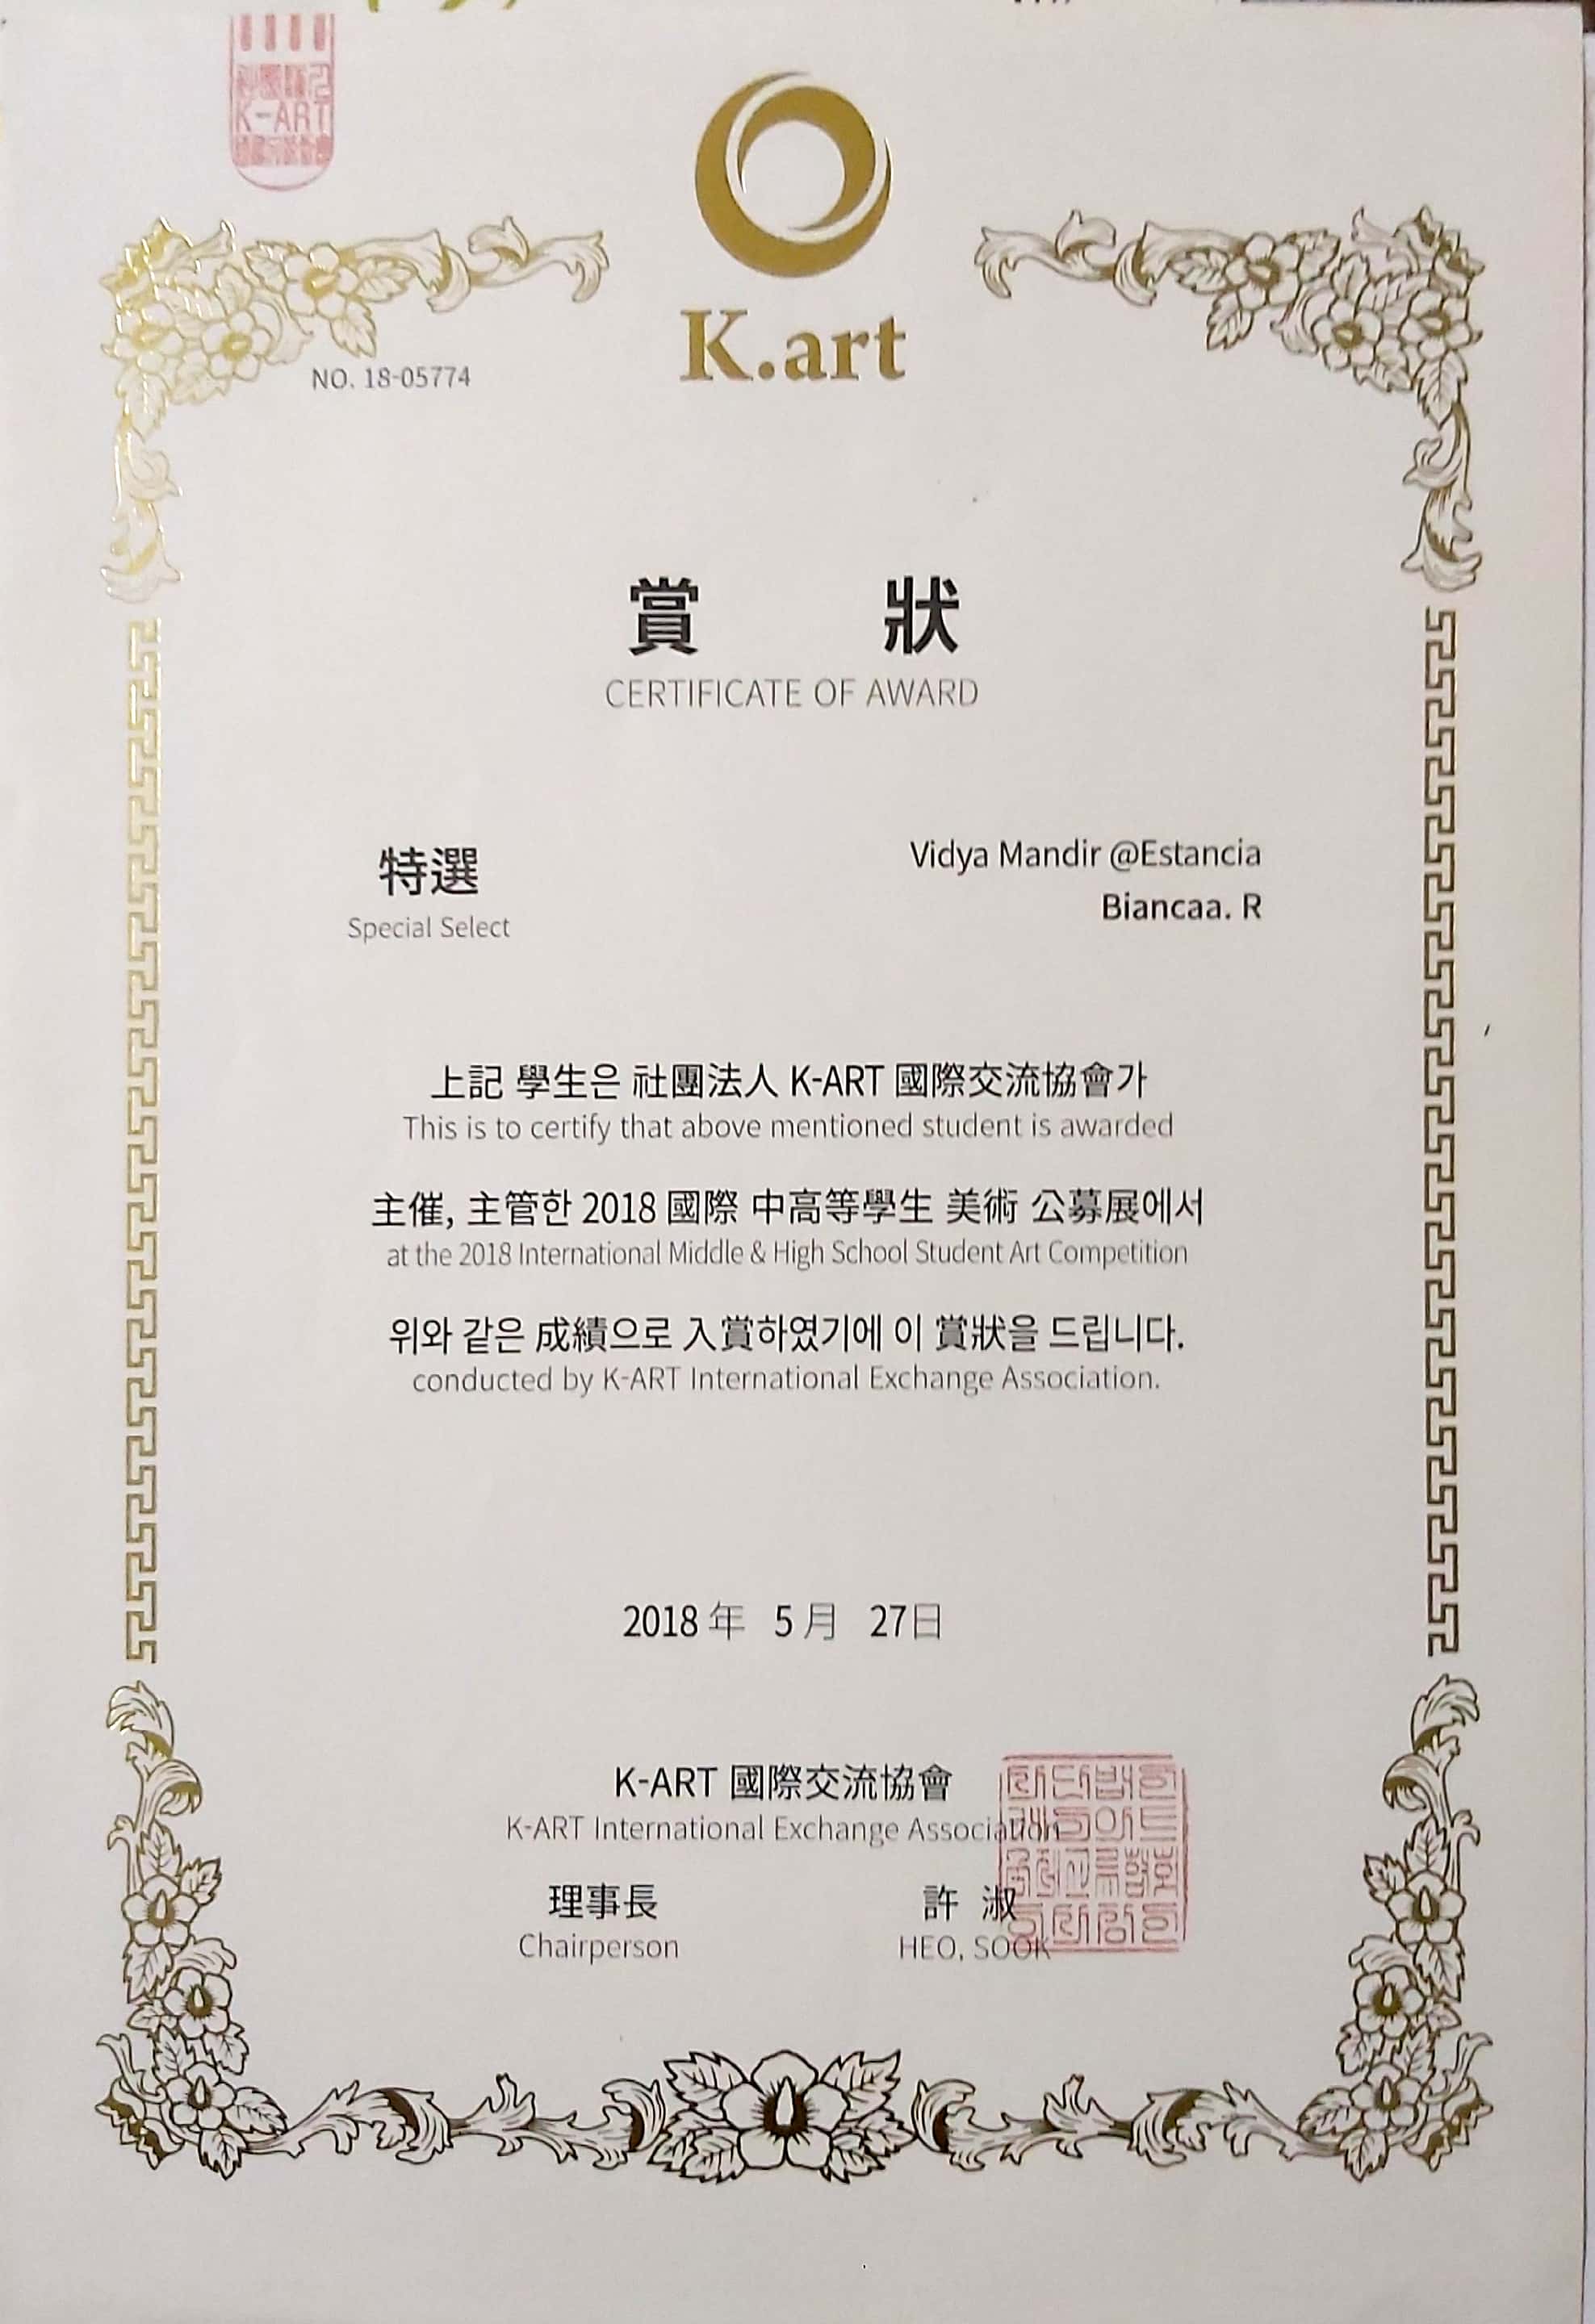 K-ART
K.art
NO. 18-05774
賞 狀
CERTIFICATE OF AWARD
特選
Special Select
Vidya Mandir @Estancia
Biancaa. R
上記 學生은 社團法人 K-ART 國際交流協會가
This is to certify that above mentioned student is awarded
主催, 主管한 2018 國際 中高等學生 美術 公募展에서
at the 2018 International Middle & High School Student Art Competition
위와 같은 成績으로 入賞하였기에 이 賞狀을 드립니다.
conducted by K-ART International Exchange Association.
2018 年 5 月 27日
K-ART 國際交流協會
K-ART International Exchange Association
理事長
Chairperson
許 淑
HEO, SOOK